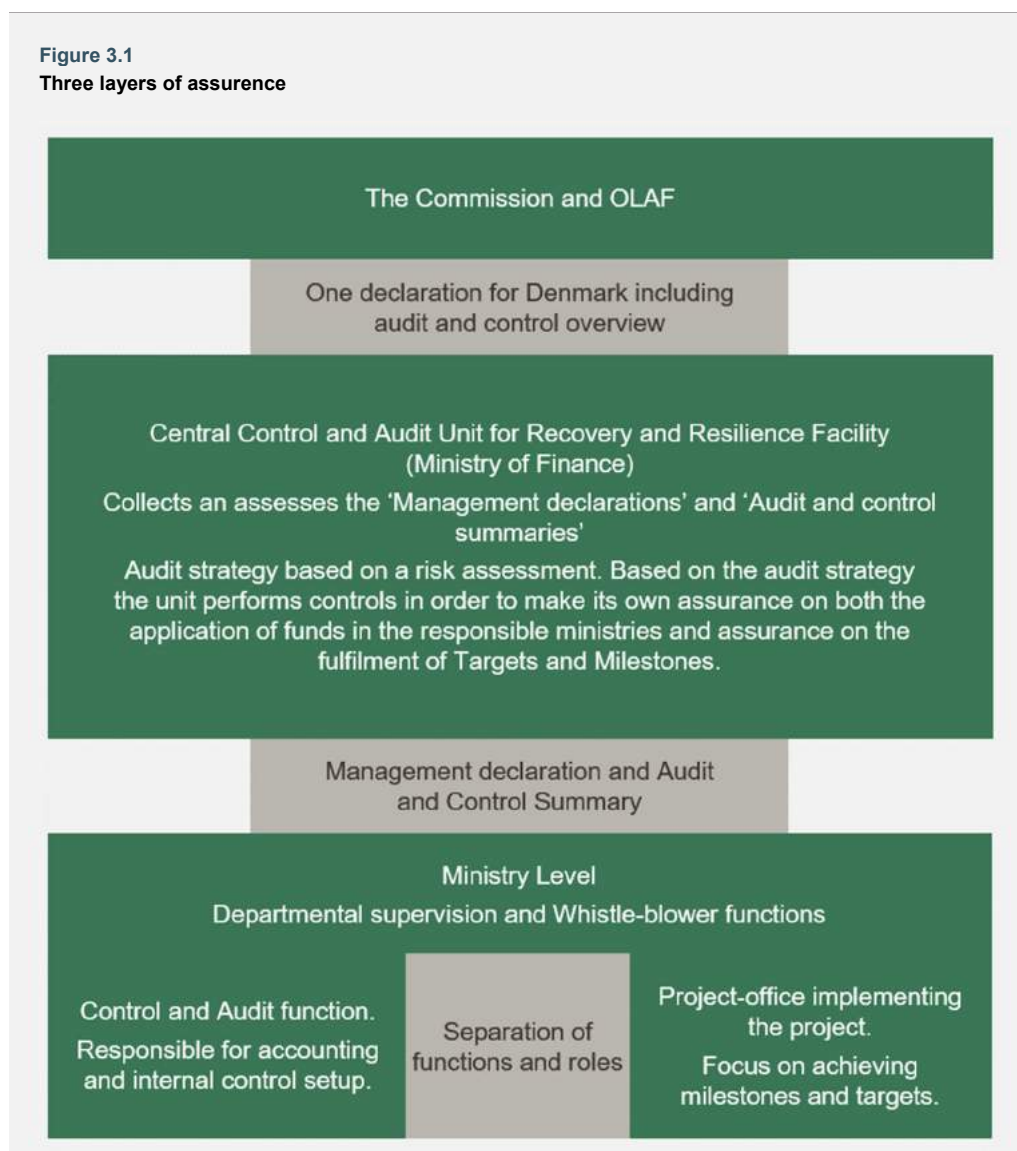 Figure 3.1
Three layers of assurence
The Commission and OLAF
One declaration for Denmark including
audit and control overview
Central Control and Audit Unit for Recovery and Resilience Facility
(Ministry of Finance)
Collects an assesses the ‘Management declarations’ and ‘Audit and control
summaries’
Audit strategy based on a risk assessment. Based on the audit strategy
the unit performs controls in order to make its own assurance on both the
application of funds in the responsible ministries and assurance on the
fulfilment of Targets and Milestones.
Management declaration and Audit
and Control Summary
Ministry Level
Departmental supervision and Whistle-blower functions
Control and Audit function.
Responsible for accounting
and internal control setup.
Separation of
functions and roles
Project-office implementing
the project.
Focus on achieving
milestones and targets.